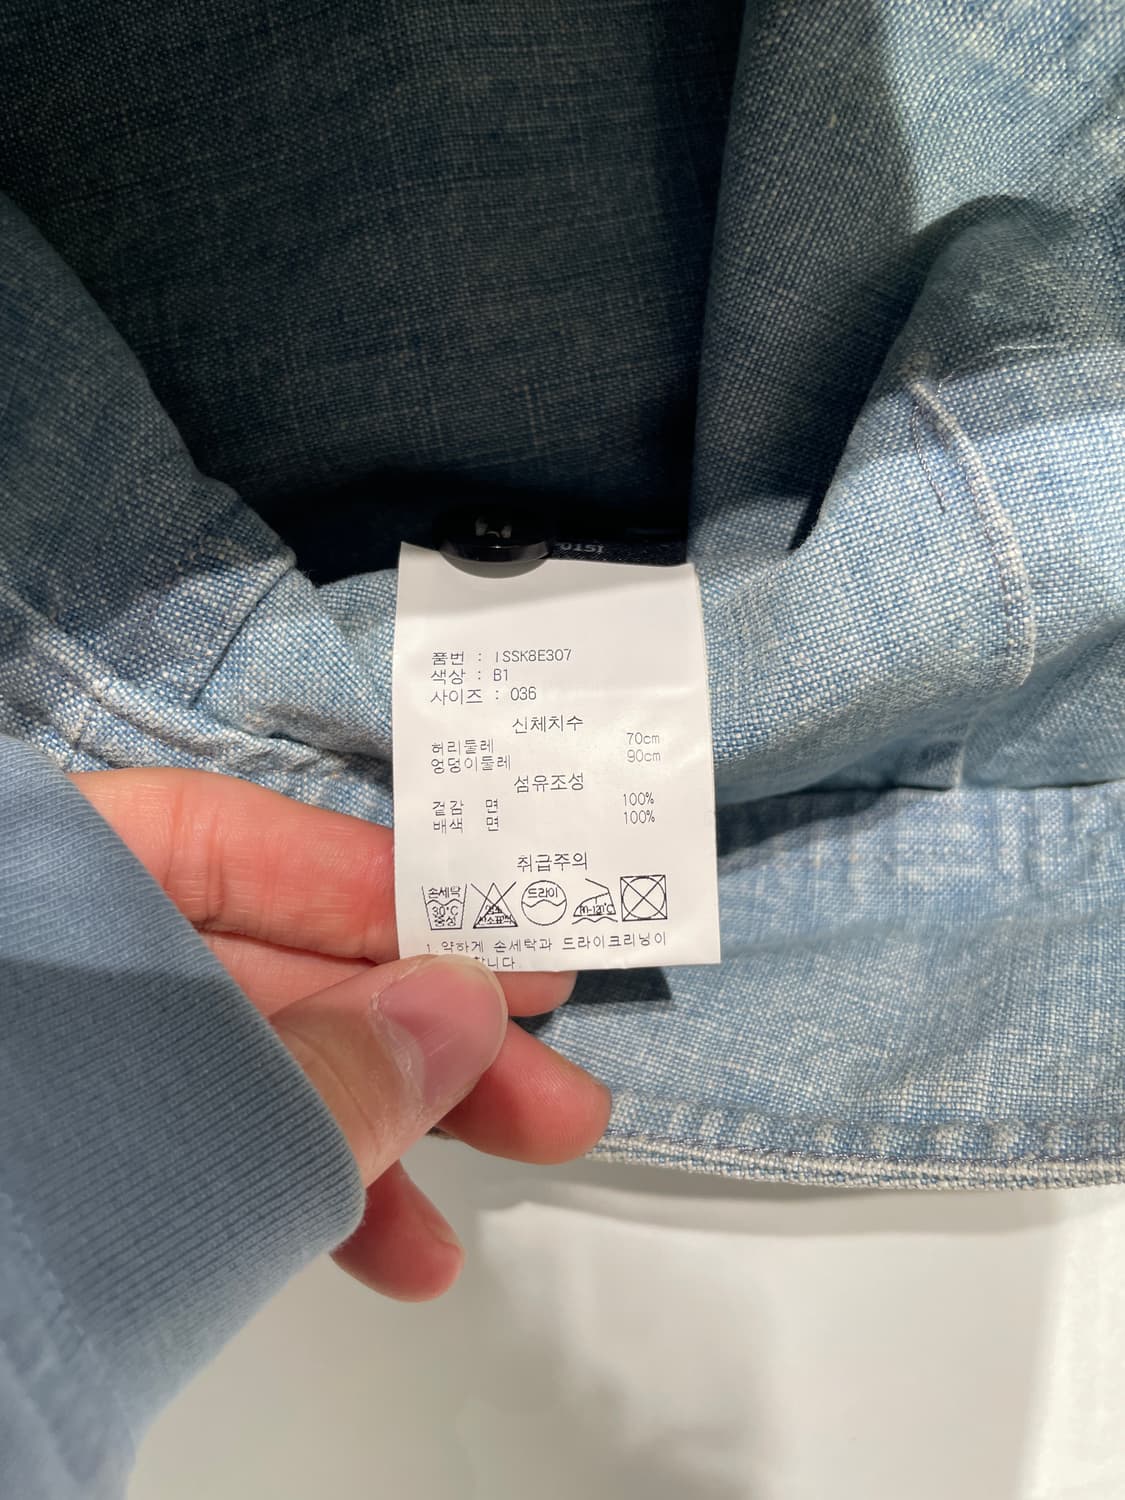 품번 : ISSK8E307
색상 : B1
사이즈 : 036
신체치수
허리둘레 70cm
엉덩이둘레 90cm
섬유조성
겉감 면 100%
배색 면 100%
취급주의
손세탁 30°C 중성
드라이
1.약하게 손세탁과 드라이크리닝이
합니다